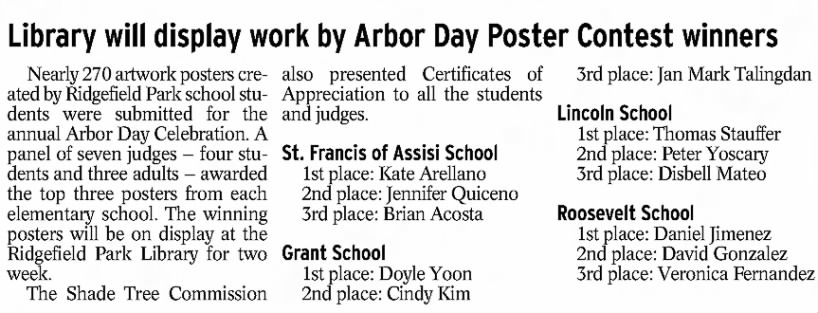 Library will display work by Arbor Day Poster Contest winners
Nearly 270 artwork posters cre-
ated by Ridgefield Park school stu-
dents were submitted for the
annual Arbor Day Celebration. A
panel of seven judges – four stu-
dents and three adults – awarded
the top three posters from each
elementary school. The winning
posters will be on display at the
Ridgefield Park Library for two
week.
The Shade Tree Commission
also presented Certificates of
Appreciation to all the students
and judges.
St. Francis of Assisi School
1st place: Kate Arellano
2nd place: Jennifer Quiceno
3rd place: Brian Acosta
Grant School
1st place: Doyle Yoon
2nd place: Cindy Kim
3rd place: Jan Mark Talingdan
Lincoln School
1st place: Thomas Stauffer
2nd place: Peter Yoscary
3rd place: Disbell Mateo
Roosevelt School
1st place: Daniel Jimenez
2nd place: David Gonzalez
3rd place: Veronica Fernandez